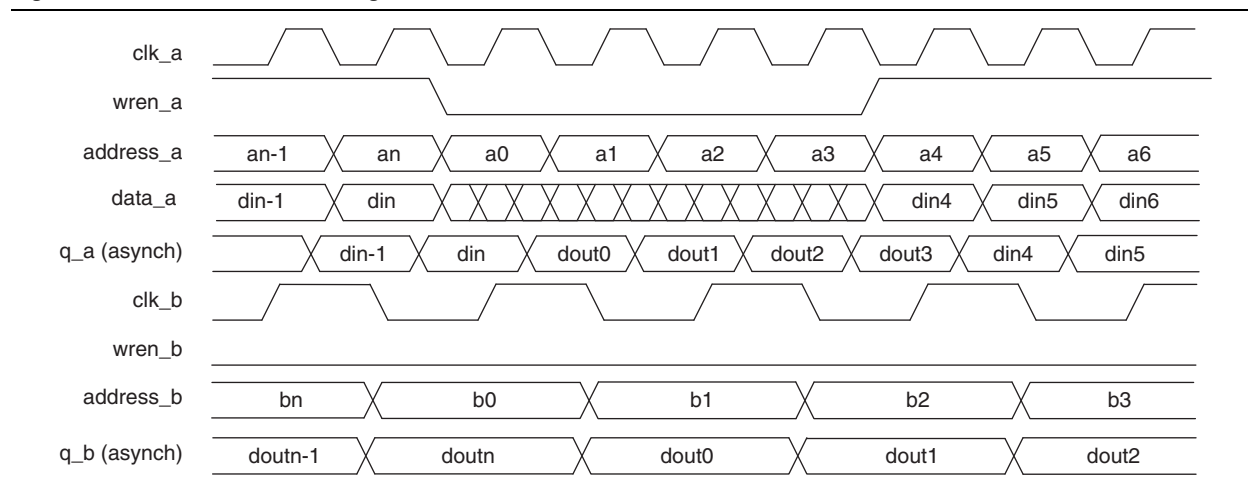 clk_a
wren_a
address_a an-1 an a0 a1 a2 a3 a4 a5 a6
data_a din-1 din din4 din5 din6
q_a (asynch) din-1 din dout0 dout1 dout2 dout3 din4 din5
clk_b
wren_b
address_b bn b0 b1 b2 b3
q_b (asynch) doutn-1 doutn dout0 dout1 dout2